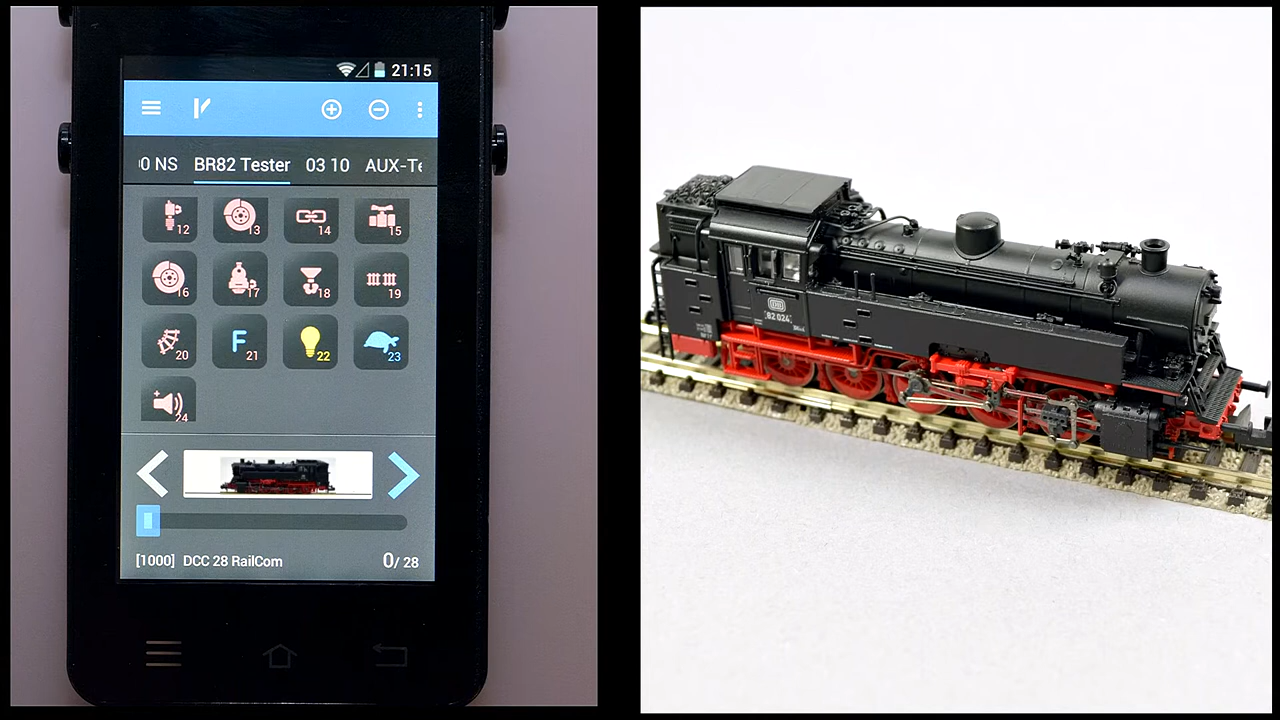 21:15
0 NS BR82 Tester 03 10 AUX-Te
12 13 14 15
16 17 18 19
20 F 21 22 23
24
[1000] DCC 28 RailCom 0/ 28
DB
82 024